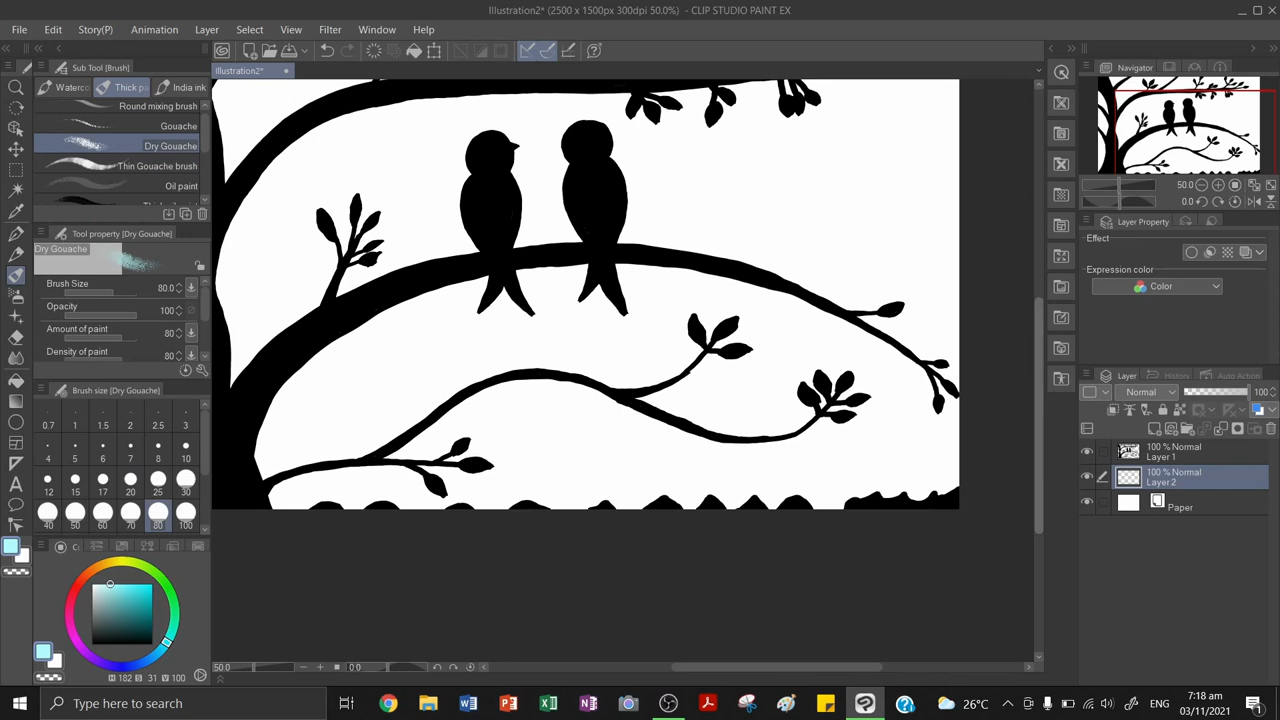 Illustration2* (2500 x 1500px 300dpi 50.0%) - CLIP STUDIO PAINT EX
File Edit Story(P) Animation Layer Select View Filter Window Help
Sub Tool [Brush]
Illustration2*
Navigator
Waterc Thick p India ink
Round mixing brush
Gouache
Dry Gouache
Thin Gouache brush
Oil paint
50.0
0.0
Tool property [Dry Gouache]
Dry Gouache
Layer Property
Effect
Expression color
Color
Brush Size 80.0
Opacity 100
Amount of paint 80
Density of paint 80
Brush size [Dry Gouache]
Layer History Auto Action
Normal 100
0.7 1 1.5 2 2.5 3
4 5 6 7 8 10
12 15 17 20 25 30
40 50 60 70 80 100
100 % Normal
Layer 1
100 % Normal
Layer 2
Paper
H 182 S 31 V 100
50.0 0.0
Type here to search
26°C
ENG
7:18 am
03/11/2021
1